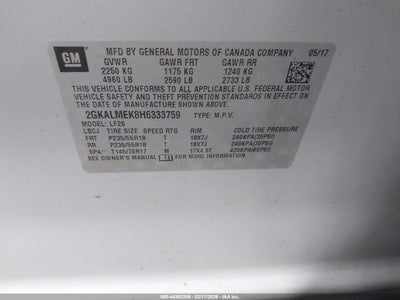 GM
MFD BY GENERAL MOTORS OF CANADA COMPANY 05/17
GVWR GAWR FRT GAWR RR
2250 KG 1175 KG 1240 KG
4960 LB 2590 LB 2733 LB
THIS VEHICLE CONFORMS TO ALL APPLICABLE U.S. FEDERAL MOTOR
VEHICLE SAFETY, BUMPER, AND THEFT PREVENTION STANDARDS IN
EFFECT ON THE DATE OF MANUFACTURE SHOWN ABOVE.
2GKALMEK8H6333759 TYPE: M.P.V.
MODEL: LF26
LBCJ TIRE SIZE SPEED RTG RIM COLD TIRE PRESSURE
FRT P235/55R18 T 18X7J 240KPA(35PSI)
RR P235/55R18 T 18X7J 240KPA(35PSI)
SPA T145/70R17 M 17X4.5T 420KPA(60PSI)
SEE OWNER'S MANUAL FOR MORE INFORMATION.